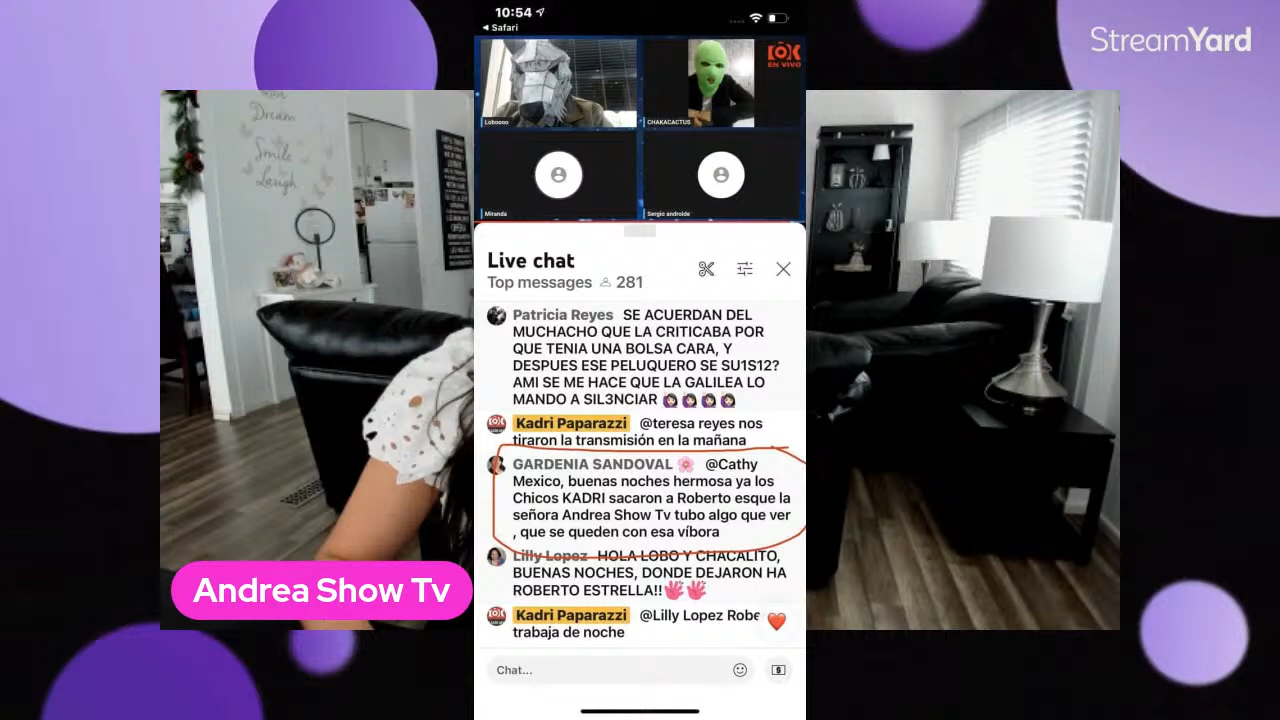 10:54
Safari
StreamYard
Dream
Smile
Laugh
KX
EN VIVO
Loboooo
CHAKACACTUS
Miranda
Sergio androide
Live chat
Top messages 281
Patricia Reyes SE ACUERDAN DEL
MUCHACHO QUE LA CRITICABA POR
QUE TENIA UNA BOLSA CARA, Y
DESPUES ESE PELUQUERO SE SU1S12?
AMI SE ME HACE QUE LA GALILEA LO
MANDO A SIL3NCIAR 🙋🏻‍♀️🙋🏻‍♀️🙋🏻‍♀️🙋🏻‍♀️
Kadri Paparazzi @teresa reyes nos
tiraron la transmisión en la mañana
GARDENIA SANDOVAL 🌸 @Cathy
Mexico, buenas noches hermosa ya los
Chicos KADRI sacaron a Roberto esque la
señora Andrea Show Tv tubo algo que ver
, que se queden con esa víbora
Lilly Lopez HOLA LOBO Y CHACALITO,
BUENAS NOCHES, DONDE DEJARON HA
ROBERTO ESTRELLA!!
Kadri Paparazzi @Lilly Lopez Robe
trabaja de noche
Chat...
Andrea Show Tv